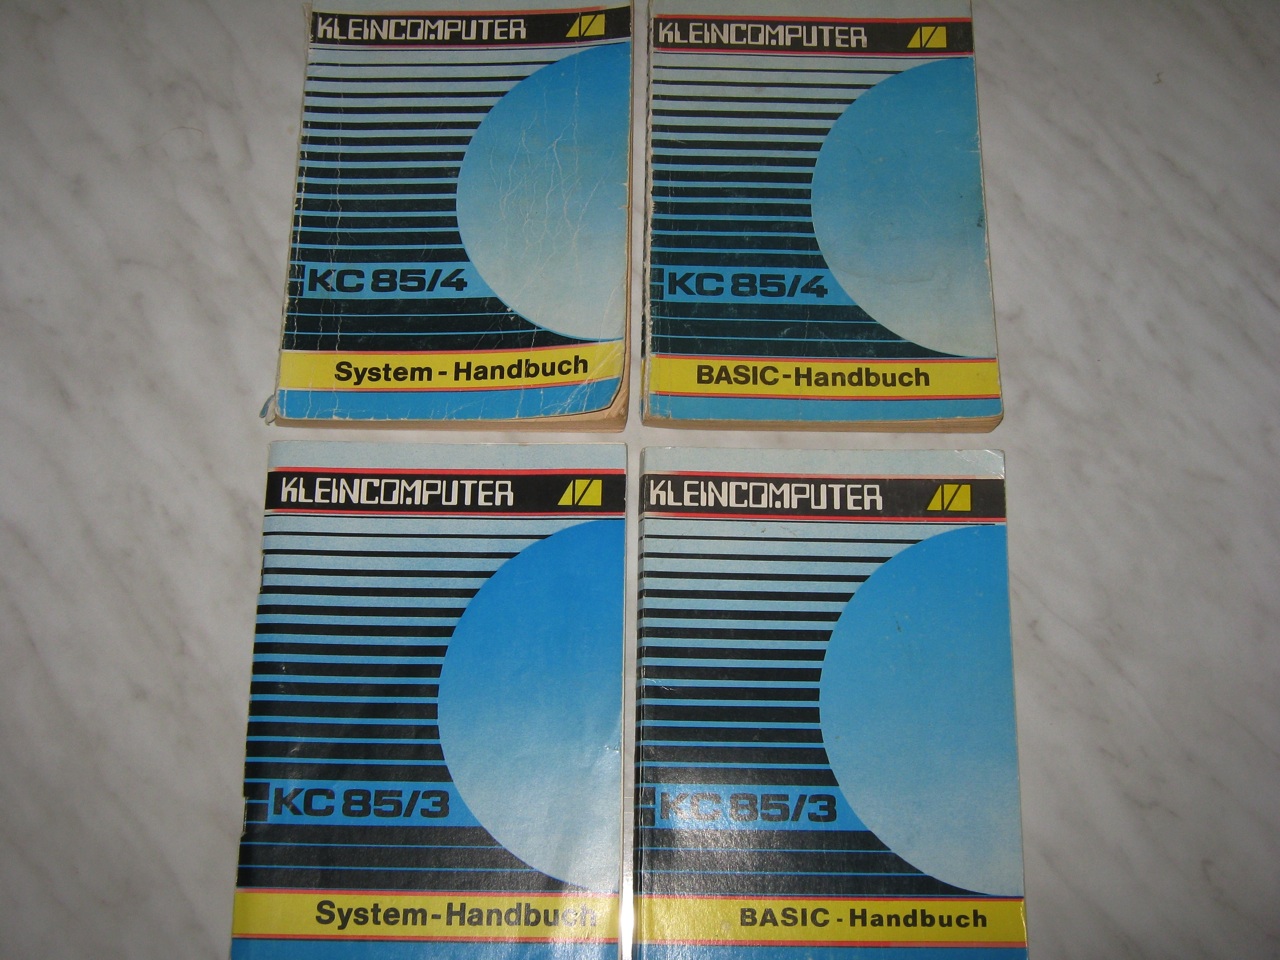 KLEINCOMPUTER
KC 85/4
System-Handbuch
KLEINCOMPUTER
KC 85/4
BASIC-Handbuch
KLEINCOMPUTER
KC 85/3
System-Handbuch
KLEINCOMPUTER
KC 85/3
BASIC-Handbuch